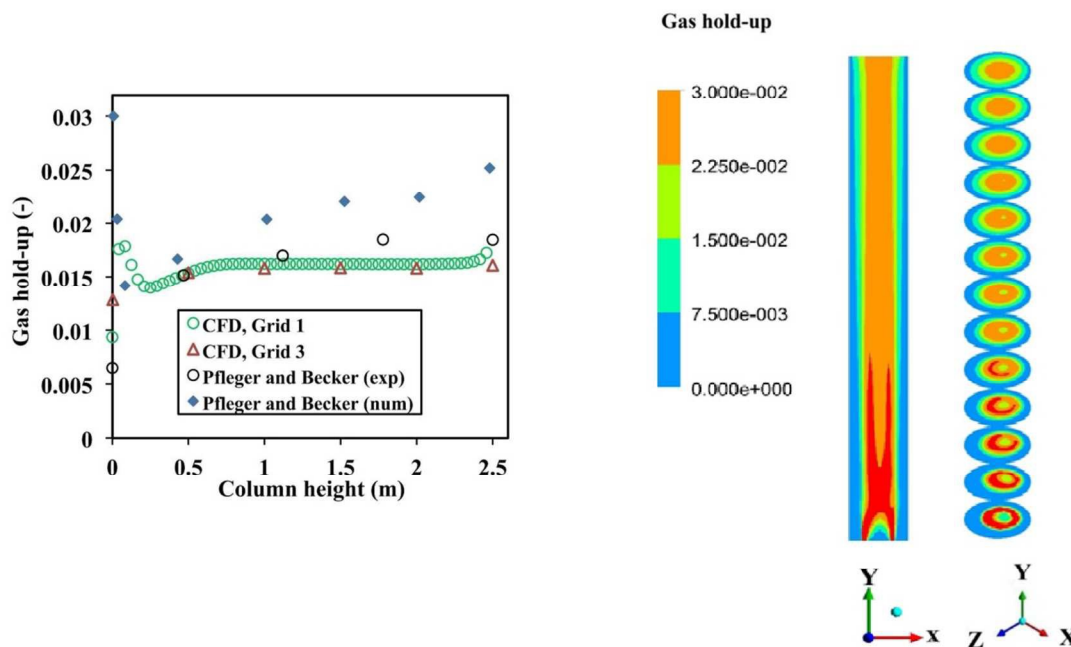 Gas hold-up
0.03
0.025
0.02
0.015
0.01
0.005
0
Gas hold-up (-)
CFD, Grid 1
CFD, Grid 3
Pfleger and Becker (exp)
Pfleger and Becker (num)
0 0.5 1 1.5 2 2.5
Column height (m)
3.000e-002
2.250e-002
1.500e-002
7.500e-003
0.000e+000
Y
x
Y
Z
X